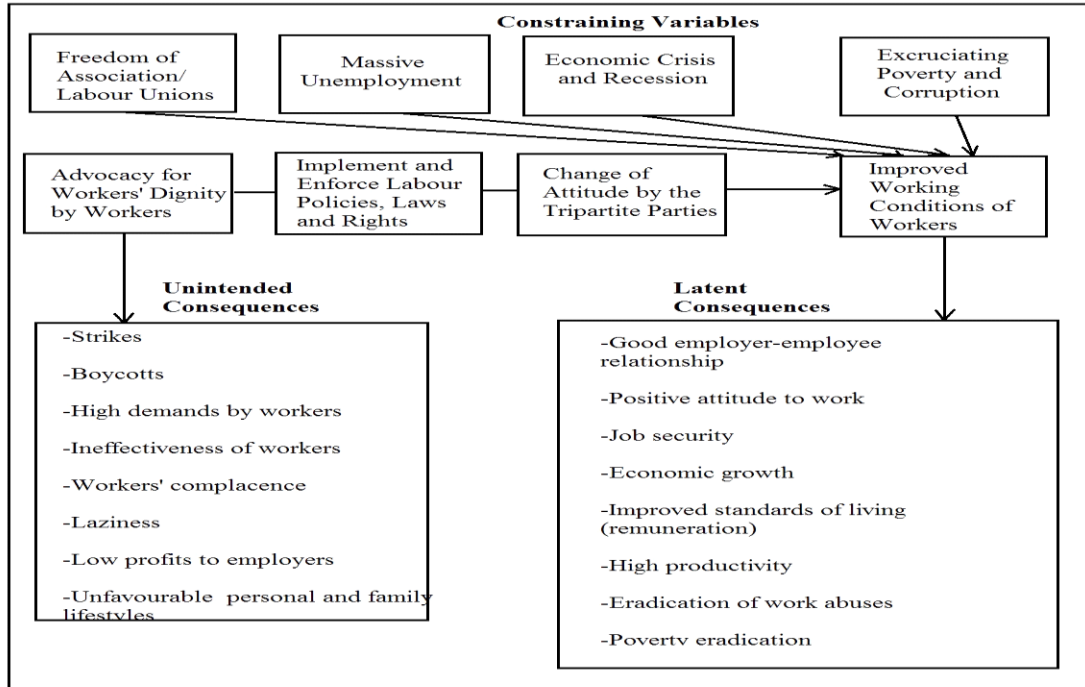 Constraining Variables
Freedom of
Association/
Labour Unions
Massive
Unemployment
Economic Crisis
and Recession
Excruciating
Poverty and
Corruption
Advocacy for
Workers' Dignity
by Workers
Implement and
Enforce Labour
Policies, Laws
and Rights
Change of
Attitude by the
Tripartite Parties
Improved
Working
Conditions of
Workers
Unintended
Consequences
-Strikes
-Boycotts
-High demands by workers
-Ineffectiveness of workers
-Workers' complacence
-Laziness
-Low profits to employers
-Unfavourable personal and family
lifestyles
Latent
Consequences
-Good employer-employee
relationship
-Positive attitude to work
-Job security
-Economic growth
-Improved standards of living
(remuneration)
-High productivity
-Eradication of work abuses
-Poverty eradication